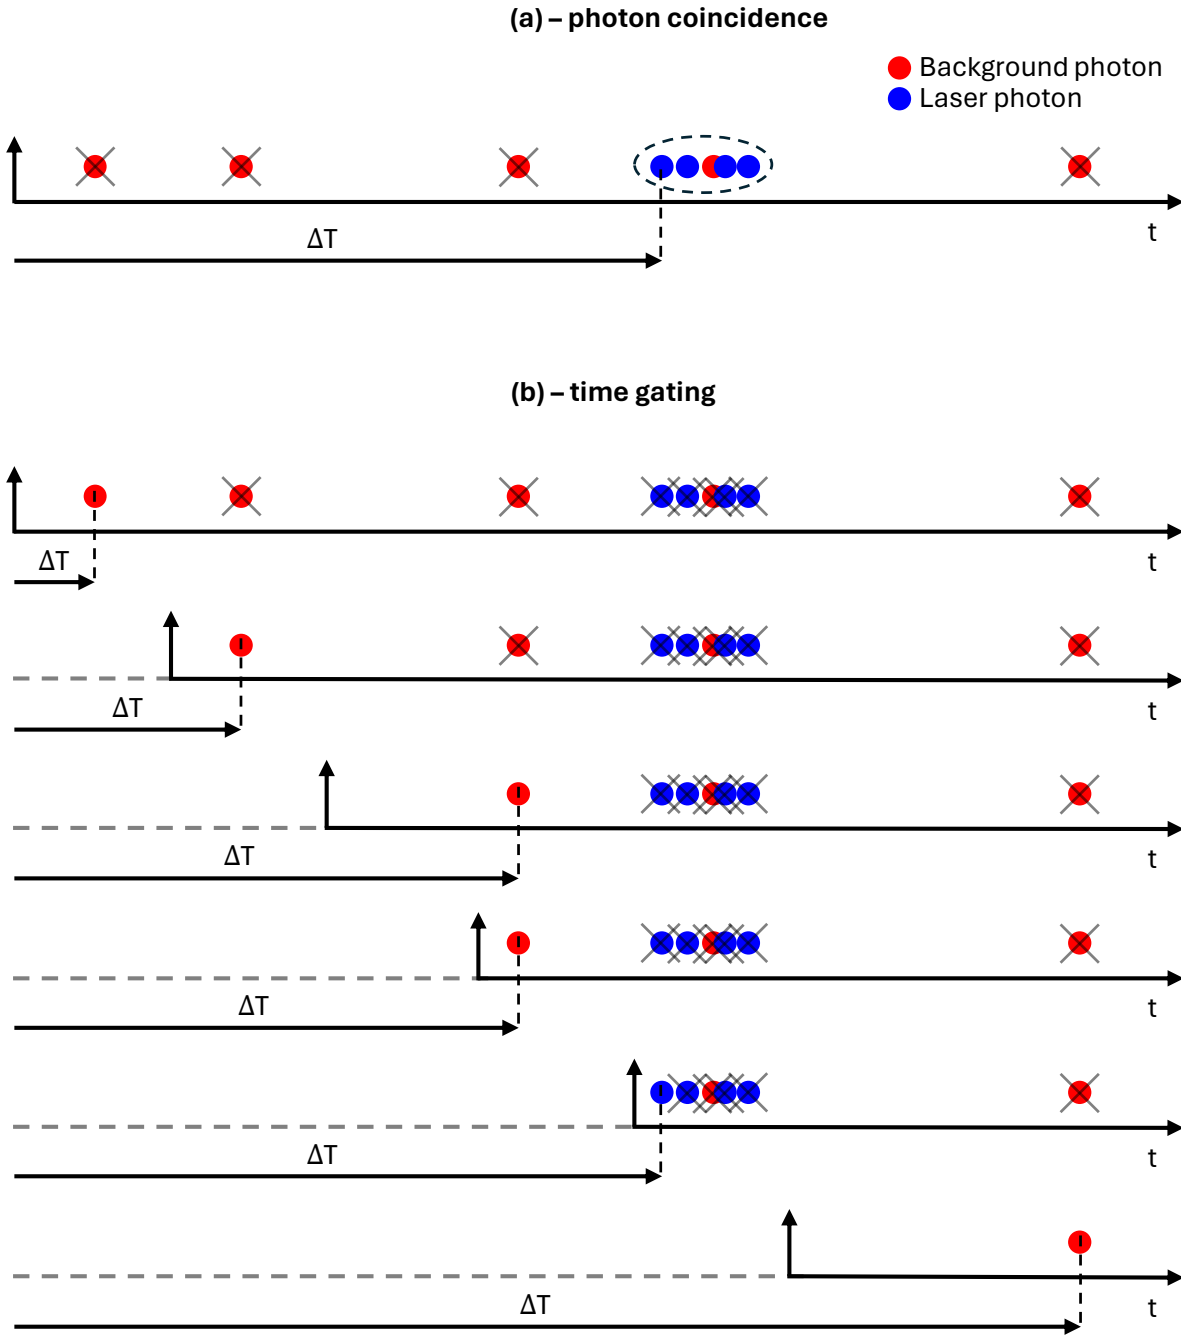 (a) – photon coincidence
Background photon
Laser photon
t
ΔT
(b) – time gating
t
ΔT
t
ΔT
t
ΔT
t
ΔT
t
ΔT
t
ΔT